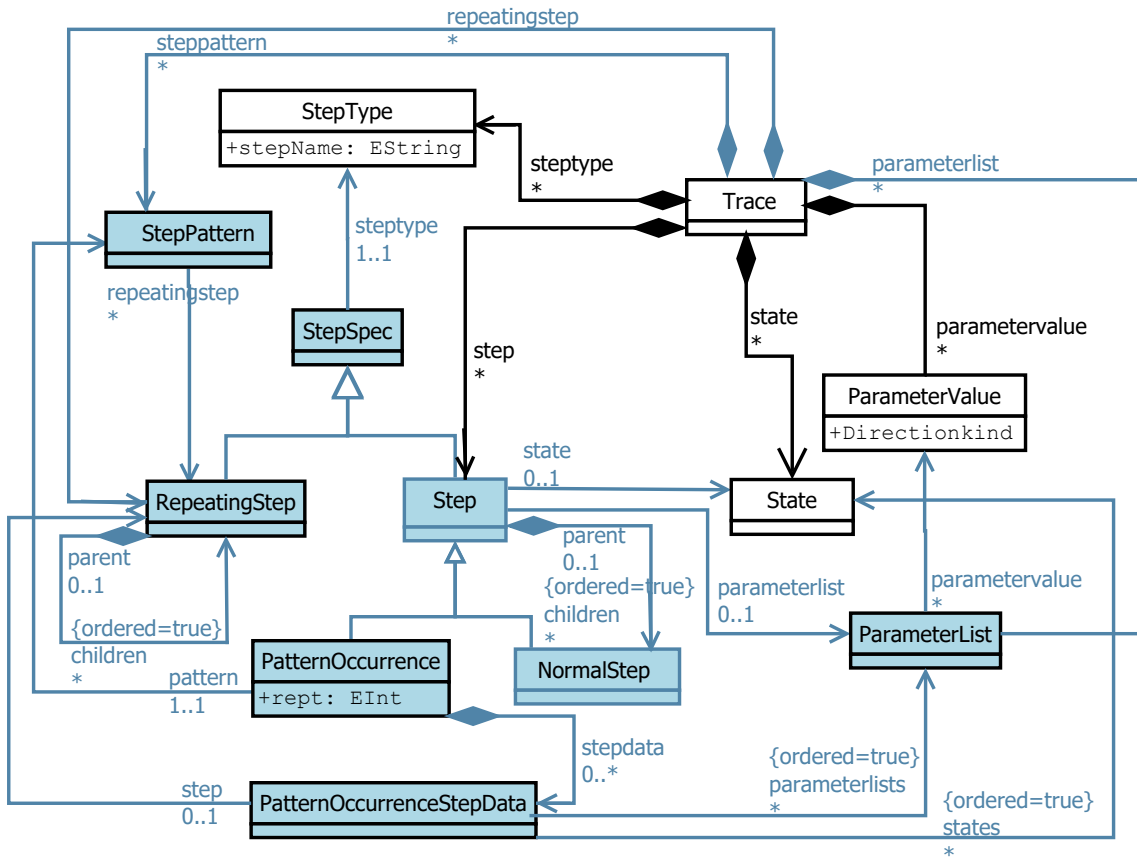 repeatingstep
*
steppattern
*
StepType
+stepName: EString
steptype
*
parameterlist
*
Trace
StepPattern
steptype
1..1
repeatingstep
*
StepSpec
state
*
step
*
parametervalue
*
ParameterValue
+Directionkind
state
0..1
RepeatingStep
Step
State
parent
0..1
parent
0..1
{ordered=true}
children
*
parameterlist
0..1
parametervalue
*
{ordered=true}
children
*
PatternOccurrence
+rept: EInt
NormalStep
ParameterList
pattern
1..1
stepdata
0..*
{ordered=true}
parameterlists
*
step
0..1
PatternOccurrenceStepData
{ordered=true}
states
*